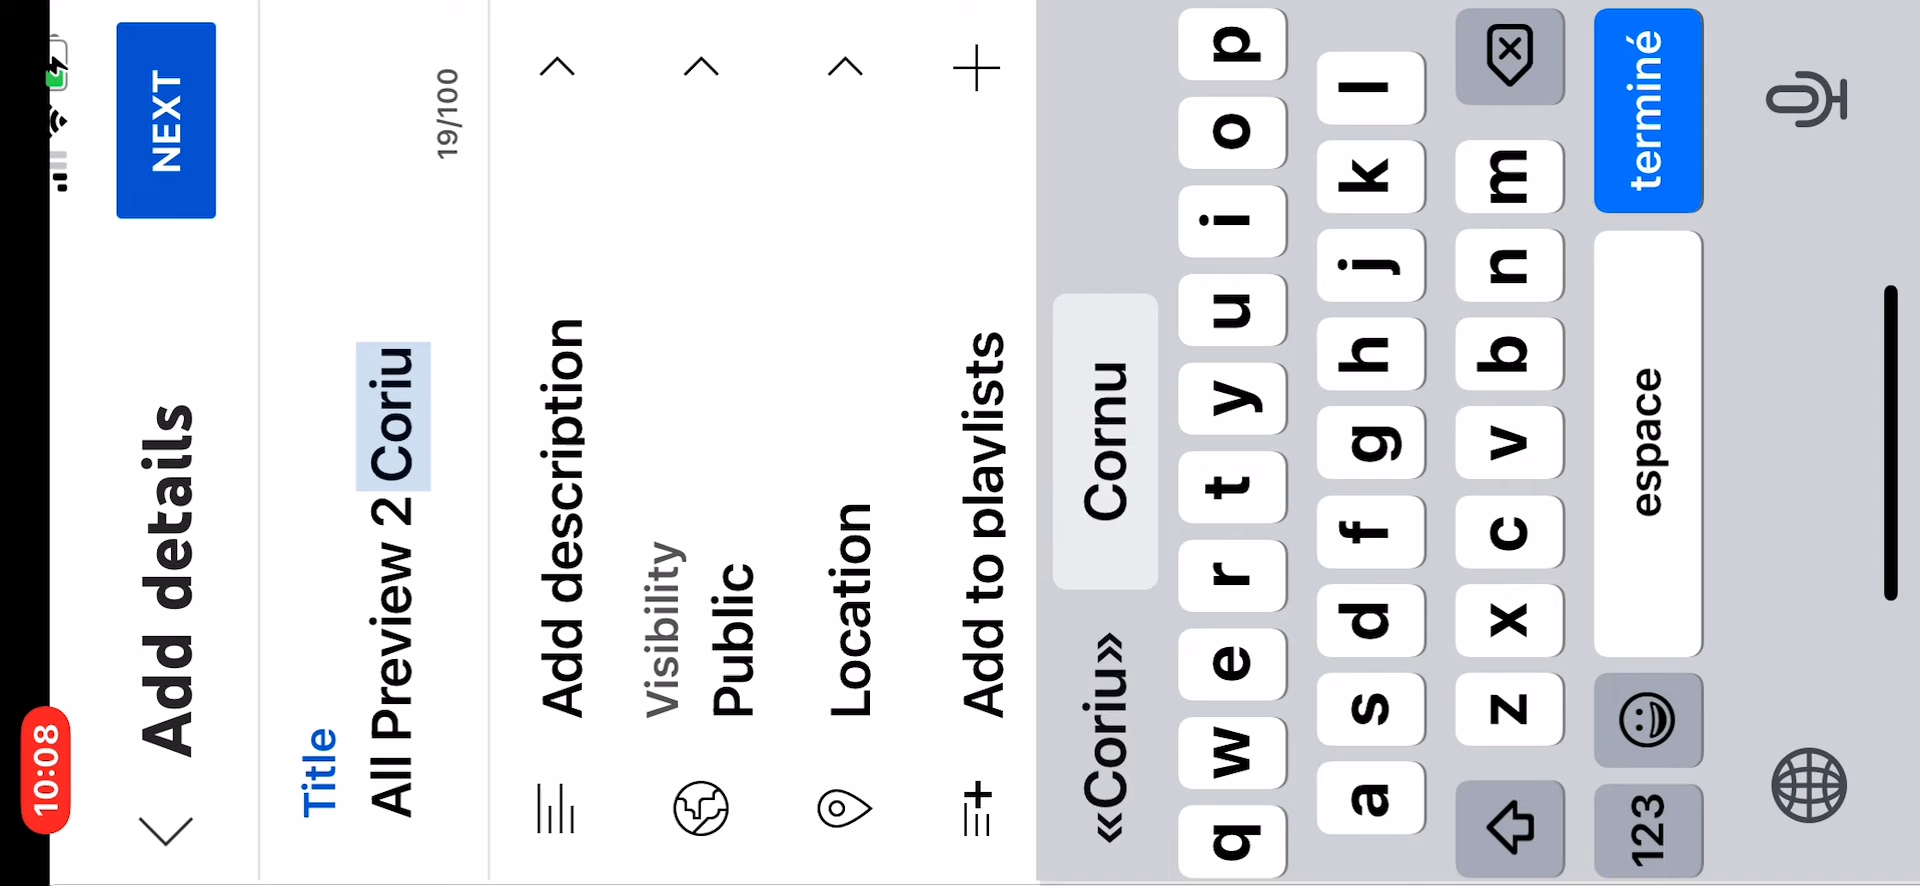 10:08
Add details
NEXT
Title
All Preview 2 Coriu
19/100
Add description
Visibility
Public
Location
Add to playlists
«Coriu» Cornu
q w e r t y u i o p
a s d f g h j k l
z x c v b n m
123 espace terminé